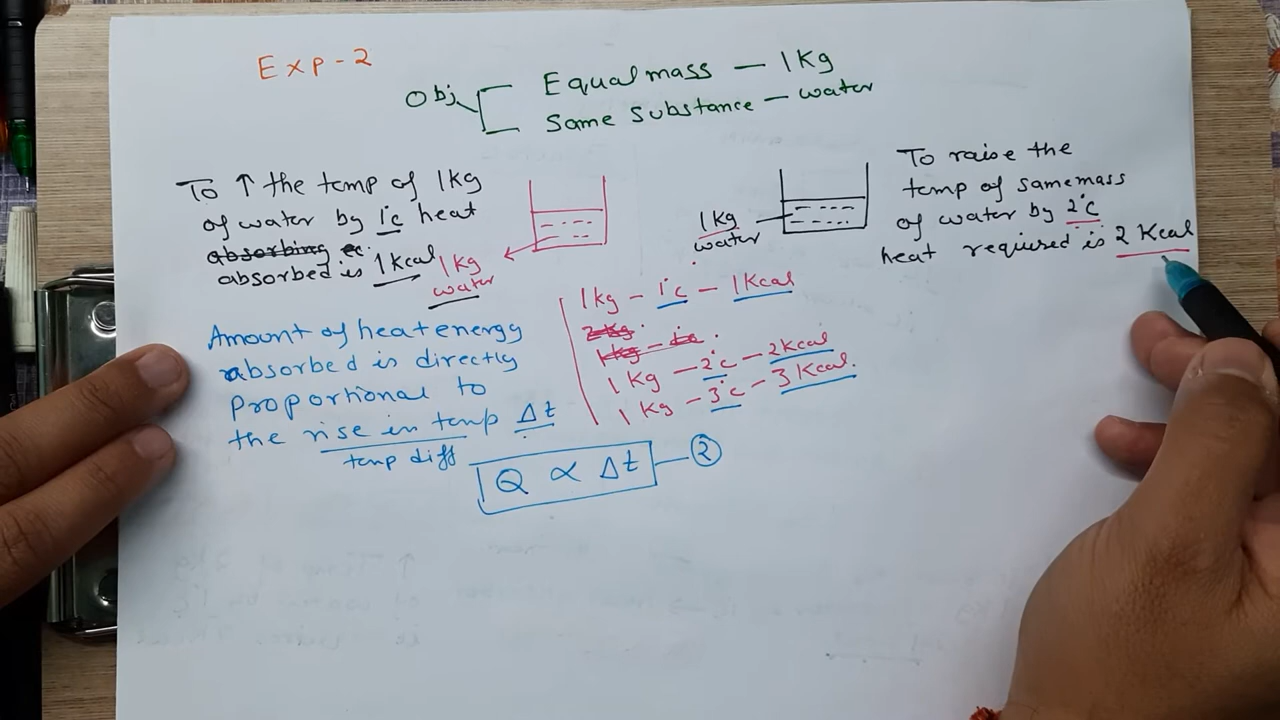 Exp-2
Obj
Equal mass — 1Kg
Same substance — water
To ↑ the temp of 1Kg
of water by 1°c heat
absorbing
absorbed is 1Kcal
1Kg
water
1Kg
water
To raise the
temp of same mass
of water by 2°c
heat required is 2 Kcal
Amount of heat energy
absorbed is directly
proportional to
the rise in temp Δt
temp diff
1Kg – 1°c – 1Kcal
2Kg
1Kg –
1 Kg – 2°c – 2Kcal
1 Kg – 3°c – 3 Kcal.
Q ∝ Δt — ②